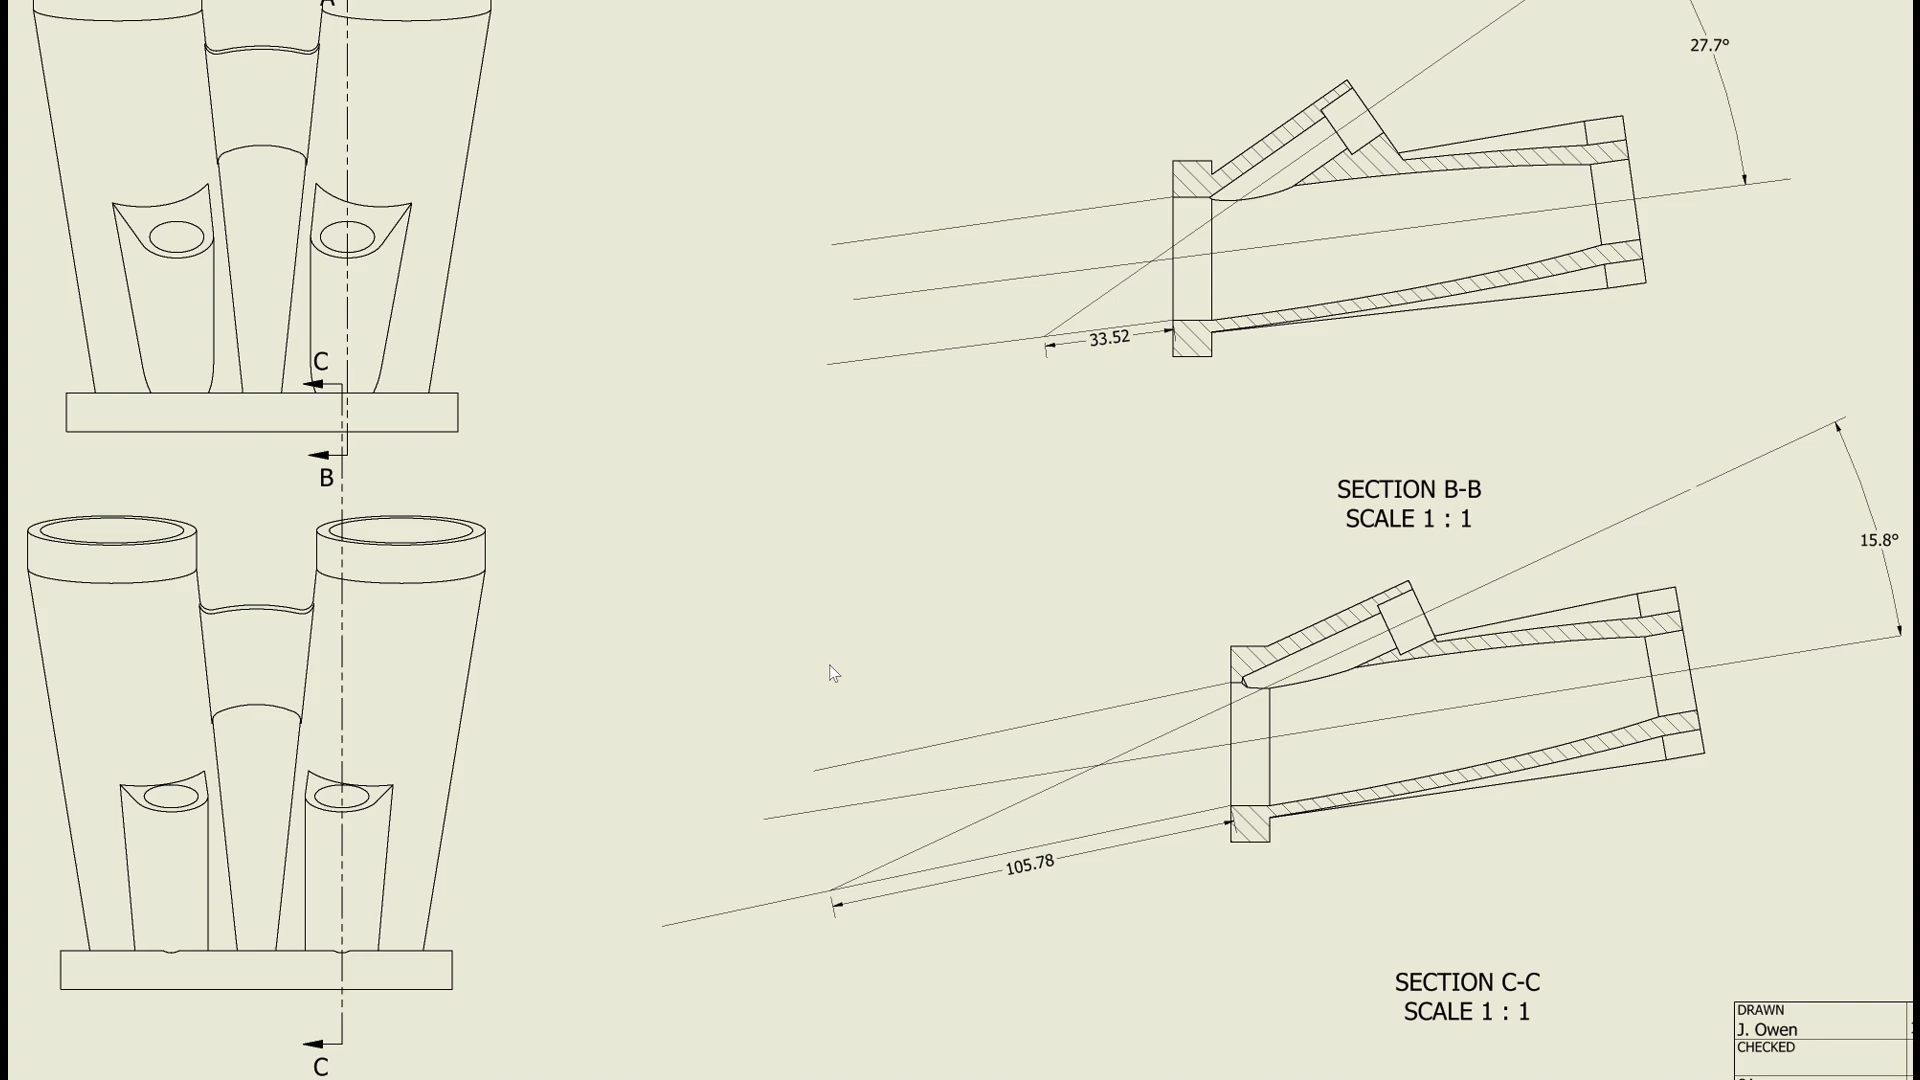 A
27.7°
33.52
C
B
SECTION B-B
SCALE 1 : 1
15.8°
105.78
SECTION C-C
SCALE 1 : 1
DRAWN
J. Owen
CHECKED
C